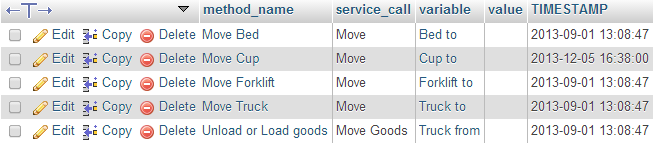 method_name service_call variable value TIMESTAMP
Edit Copy Delete Move Bed Move Bed to 2013-09-01 13:08:47
Edit Copy Delete Move Cup Move Cup to 2013-12-05 16:38:00
Edit Copy Delete Move Forklift Move Forklift to 2013-09-01 13:08:47
Edit Copy Delete Move Truck Move Truck to 2013-09-01 13:08:47
Edit Copy Delete Unload or Load goods Move Goods Truck from 2013-09-01 13:08:47